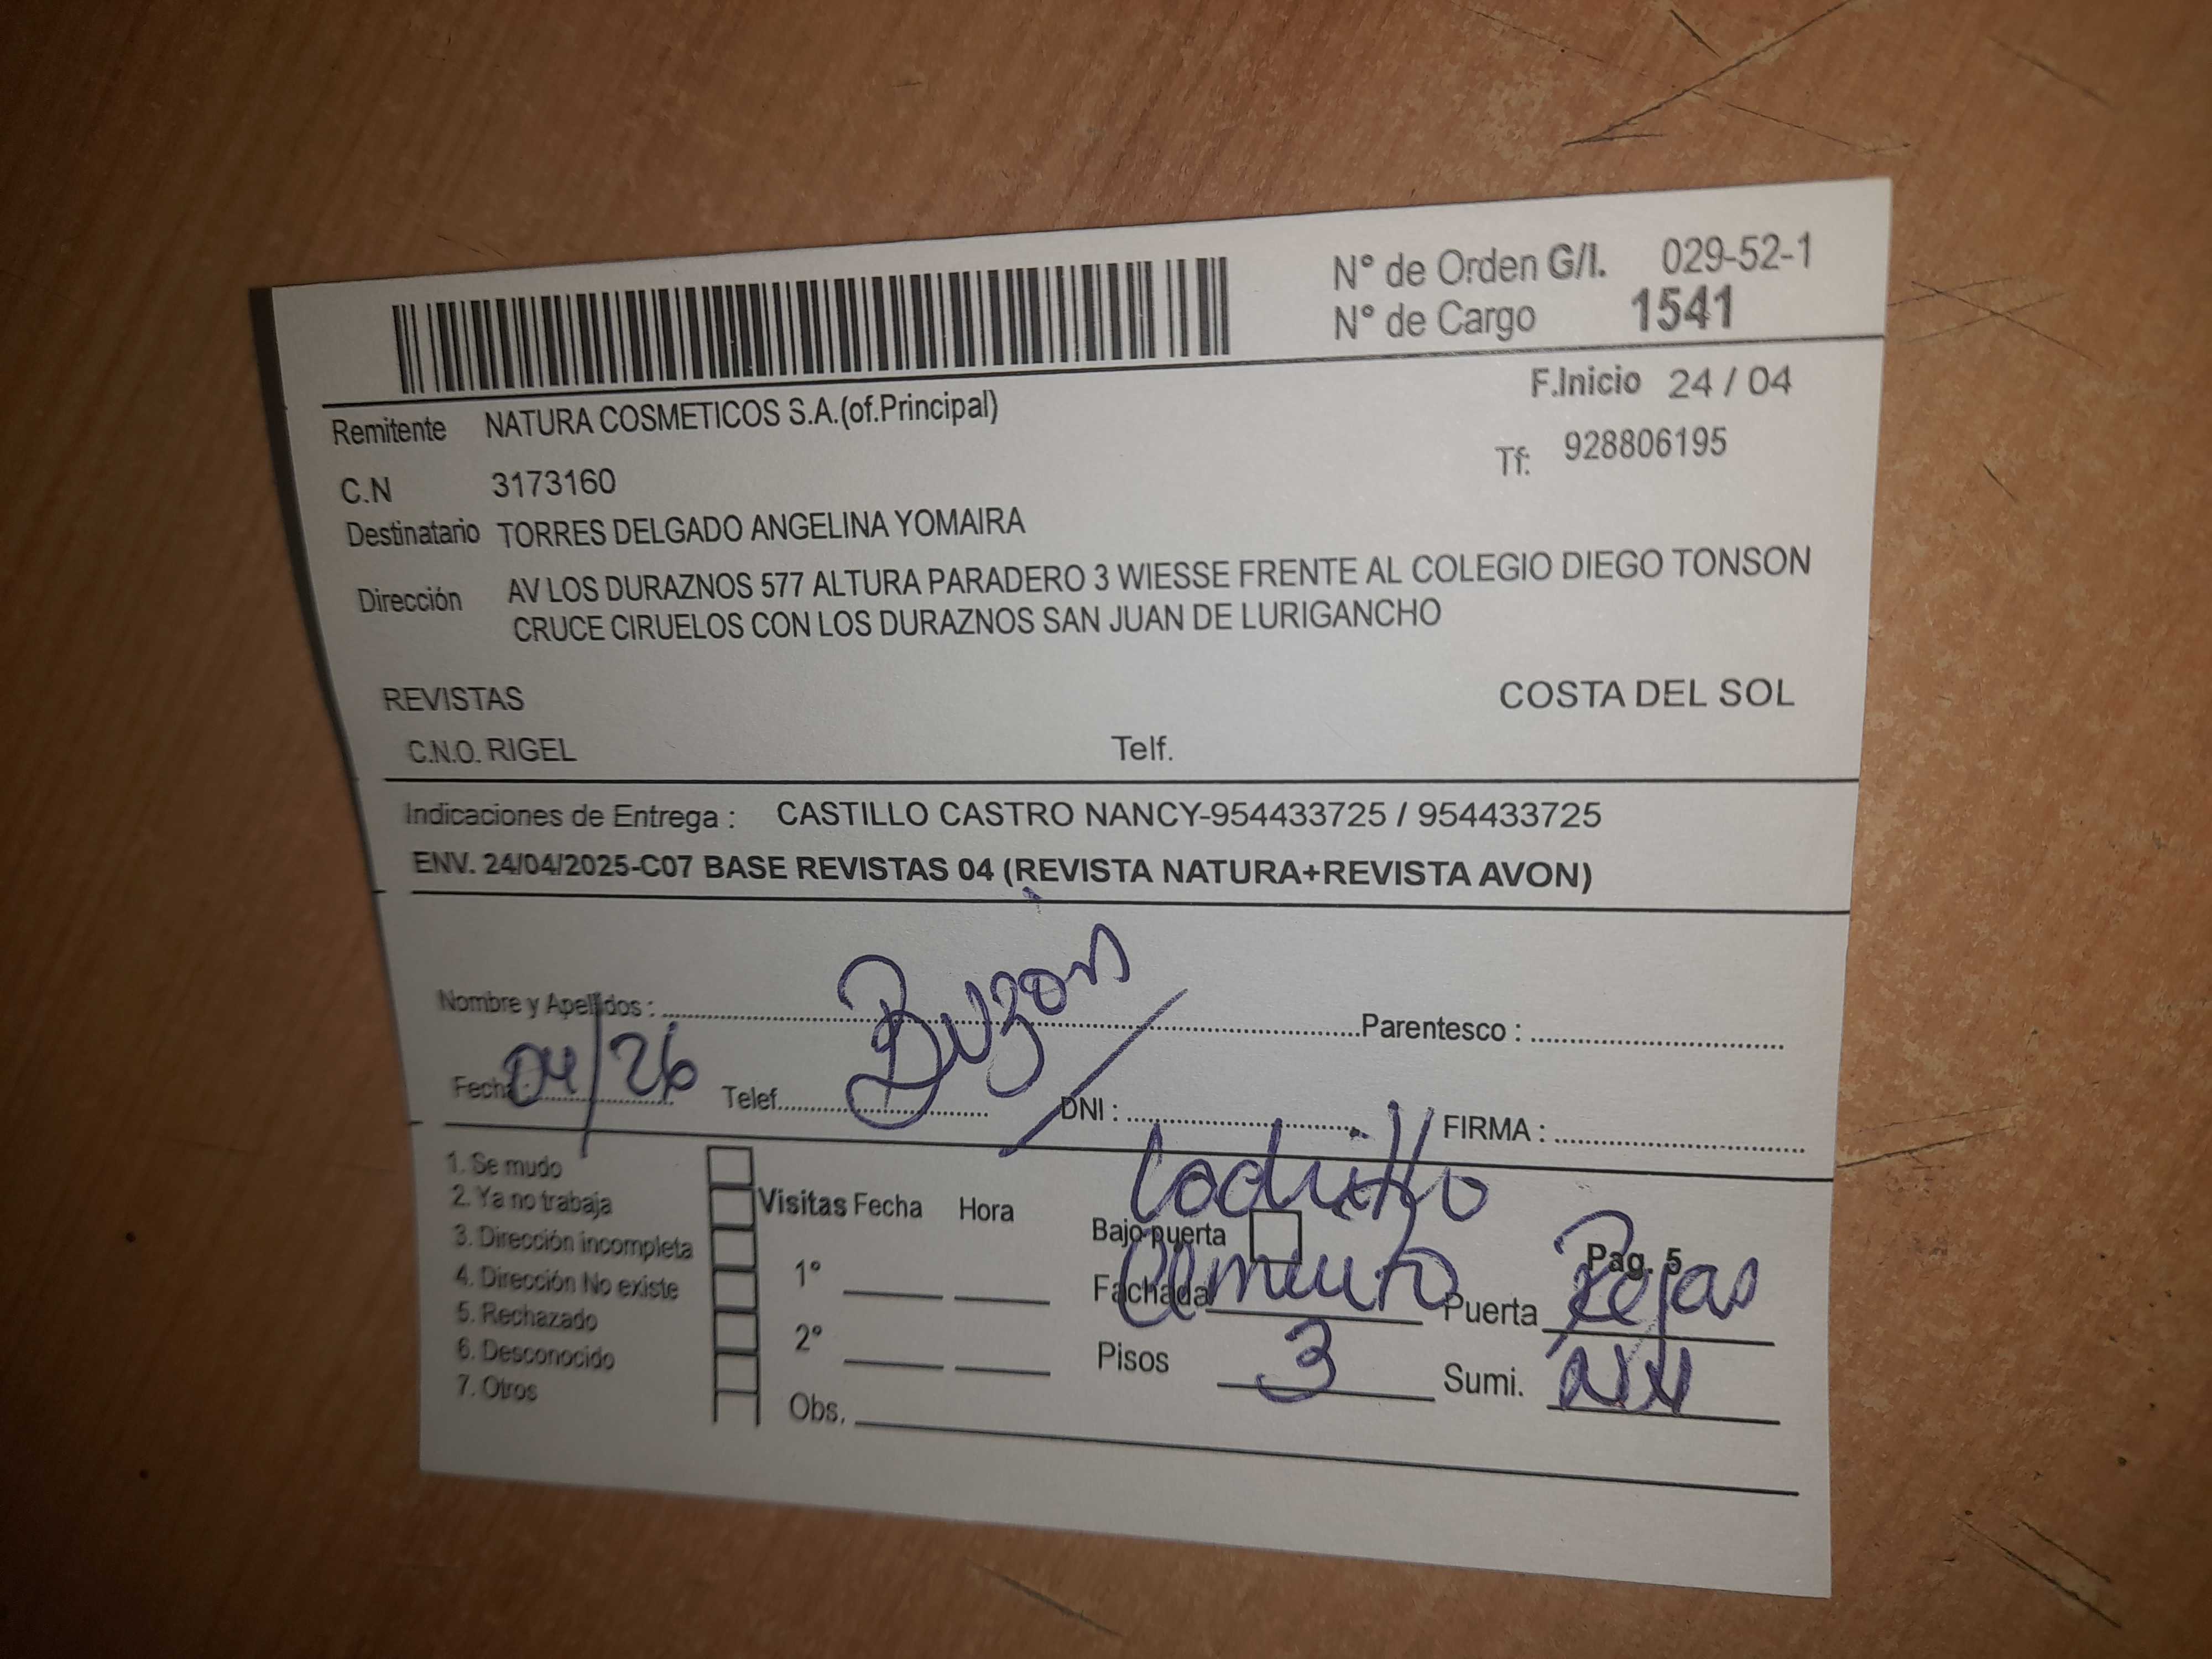 N° de Orden G/I. 029-52-1
N° de Cargo 1541
F.Inicio 24 / 04
Remitente NATURA COSMETICOS S.A.(of.Principal)
Tf: 928806195
C.N 3173160
Destinatario TORRES DELGADO ANGELINA YOMAIRA
Dirección AV LOS DURAZNOS 577 ALTURA PARADERO 3 WIESSE FRENTE AL COLEGIO DIEGO TONSON
CRUCE CIRUELOS CON LOS DURAZNOS SAN JUAN DE LURIGANCHO
REVISTAS COSTA DEL SOL
C.N.O. RIGEL Telf.
Indicaciones de Entrega : CASTILLO CASTRO NANCY-954433725 / 954433725
ENV. 24/04/2025-C07 BASE REVISTAS 04 (REVISTA NATURA+REVISTA AVON)
Buzón
Nombre y Apellidos : Parentesco :
Fecha: 04/26 Telef. DNI : FIRMA :
ladrillo
1. Se mudo
2. Ya no trabaja
3. Dirección incompleta
4. Dirección No existe
5. Rechazado
6. Desconocido
7. Otros
Visitas Fecha Hora
1°
2°
Obs.
Bajo puerta Pag. 5
Fachada Cemento Puerta Rejas
Pisos 3 Sumi.